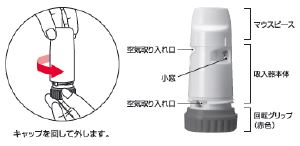 キャップを回して外します。
マウスピース
空気取り入れ口
小窓
吸入器本体
空気取り入れ口
回転グリップ
(赤色)